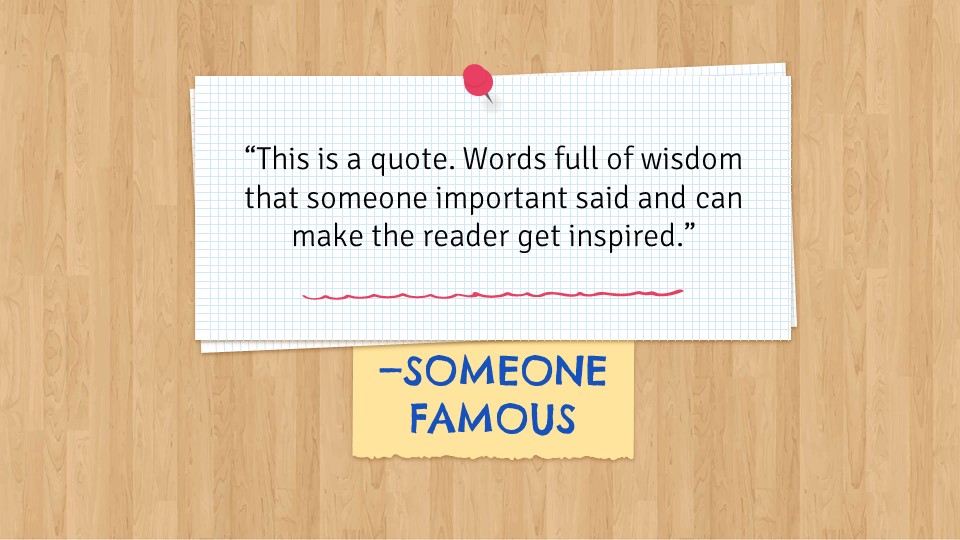 “This is a quote. Words full of wisdom
that someone important said and can
make the reader get inspired.”
—SOMEONE
FAMOUS